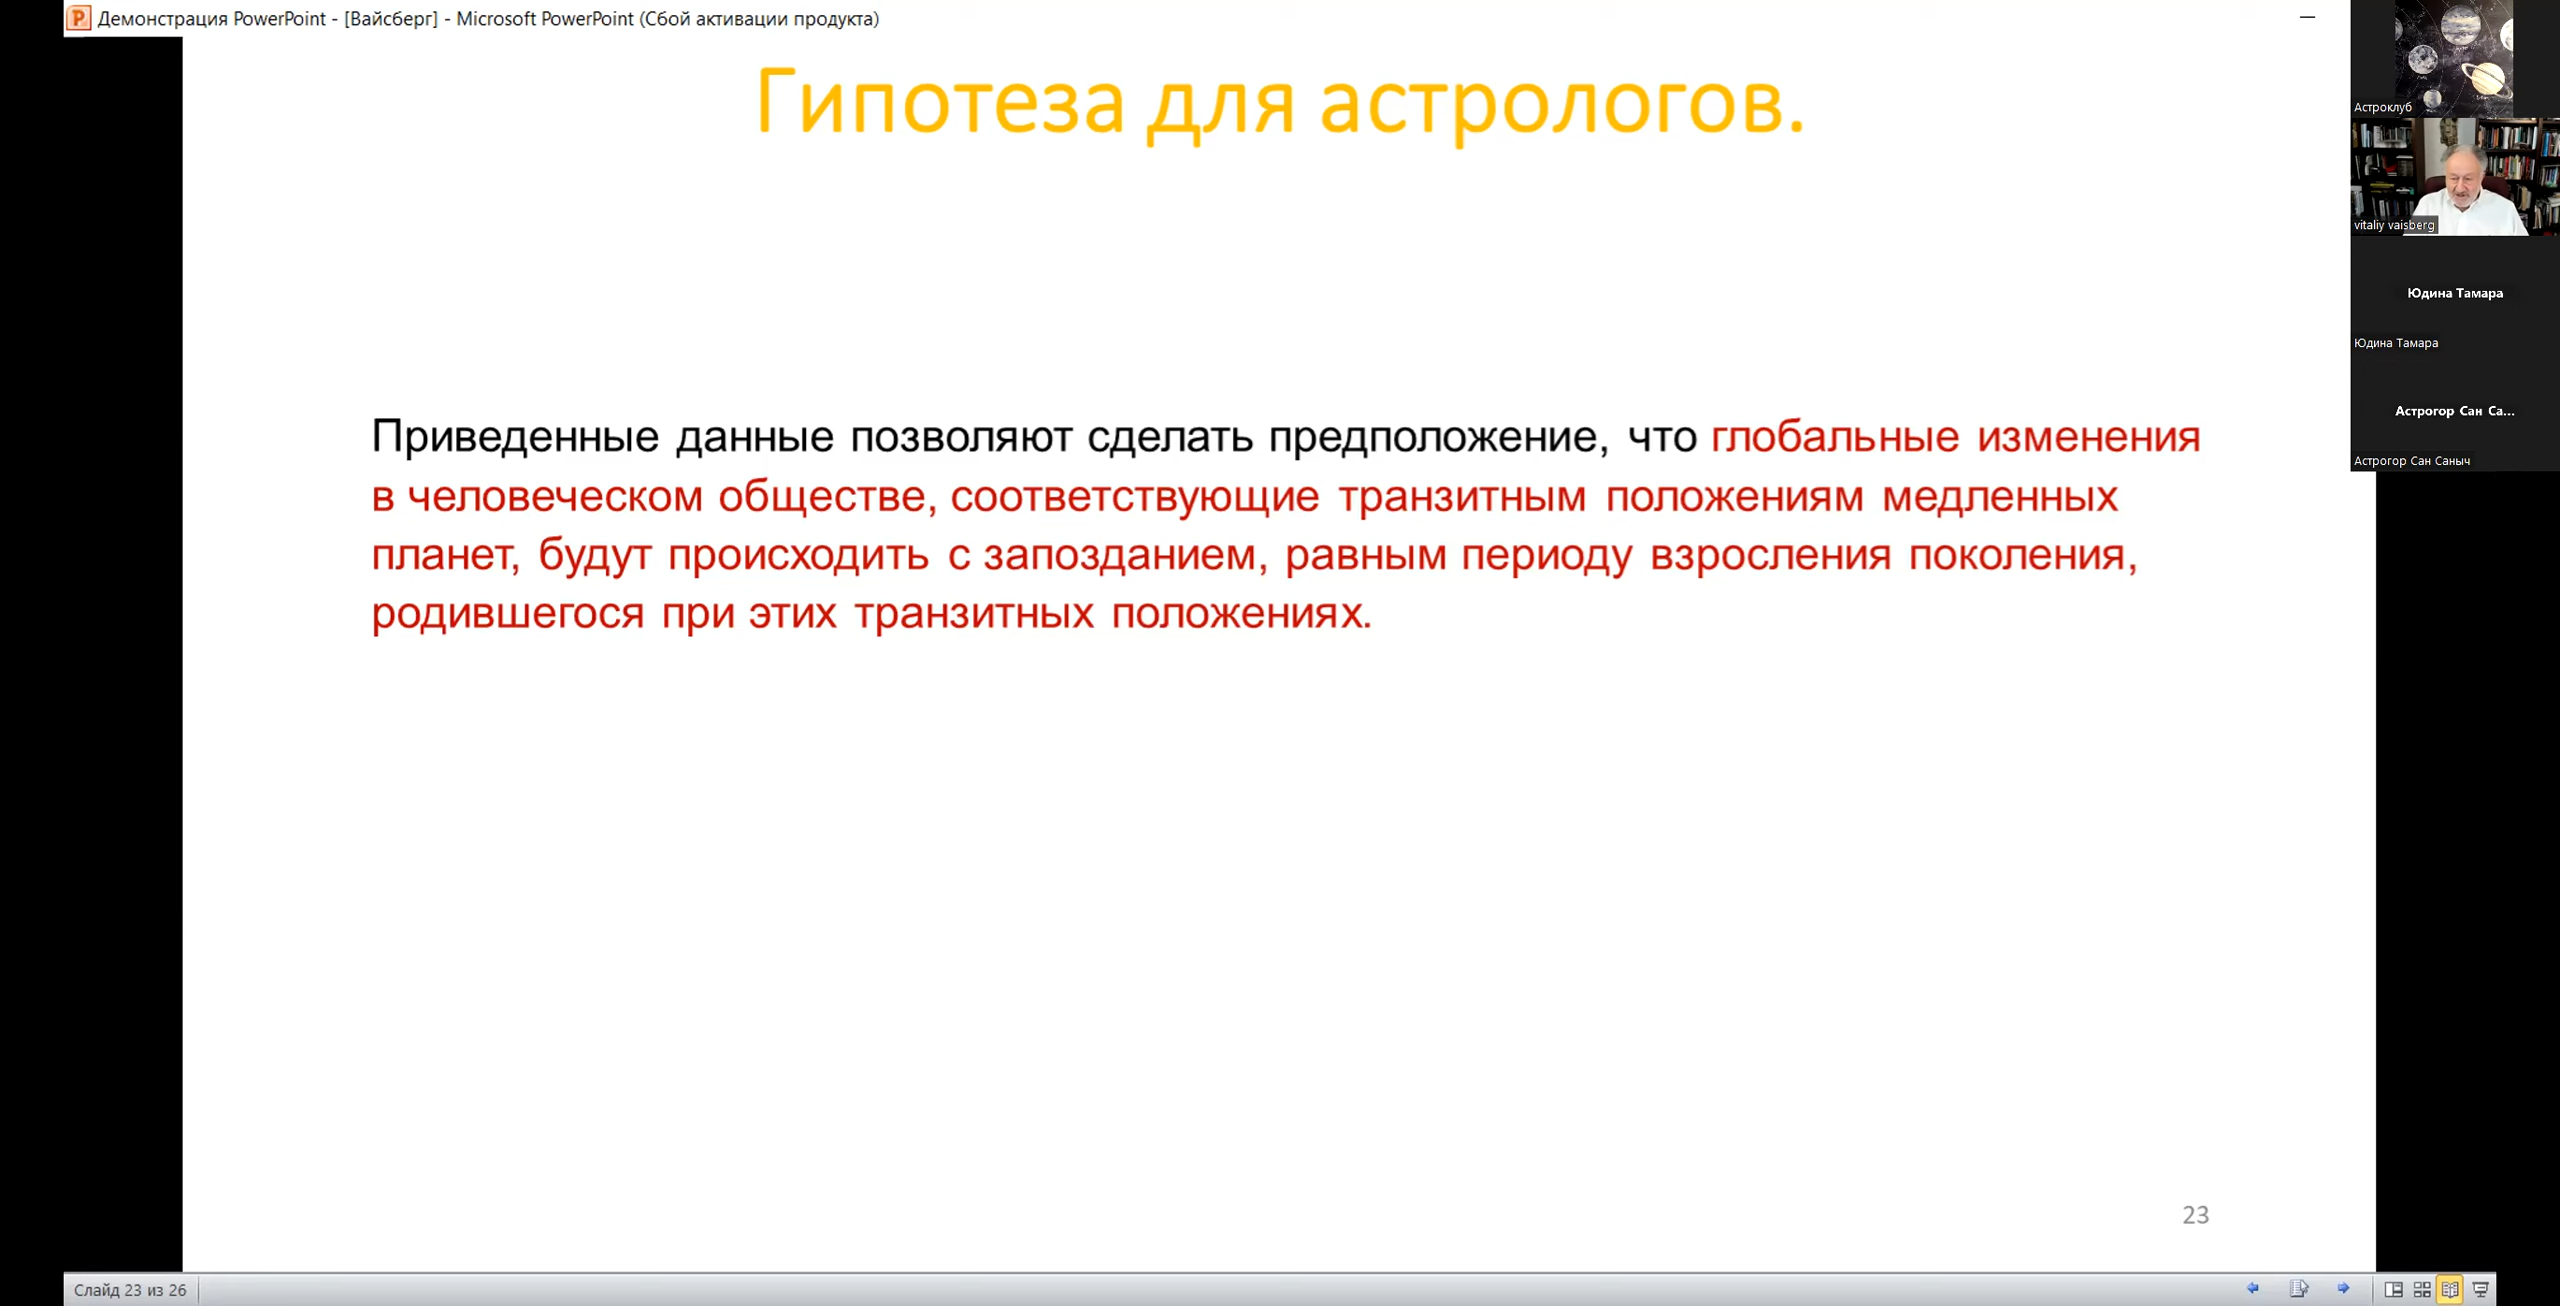 Демонстрация PowerPoint - [Вайсберг] - Microsoft PowerPoint (Сбой активации продукта)
Гипотеза для астрологов.
Приведенные данные позволяют сделать предположение, что глобальные изменения
в человеческом обществе, соответствующие транзитным положениям медленных
планет, будут происходить с запозданием, равным периоду взросления поколения,
родившегося при этих транзитных положениях.
23
Слайд 23 из 26
Астроклуб
vitaliy vaisberg
Юдина Тамара
Юдина Тамара
Астрогор Сан Са...
Астрогор Сан Саныч